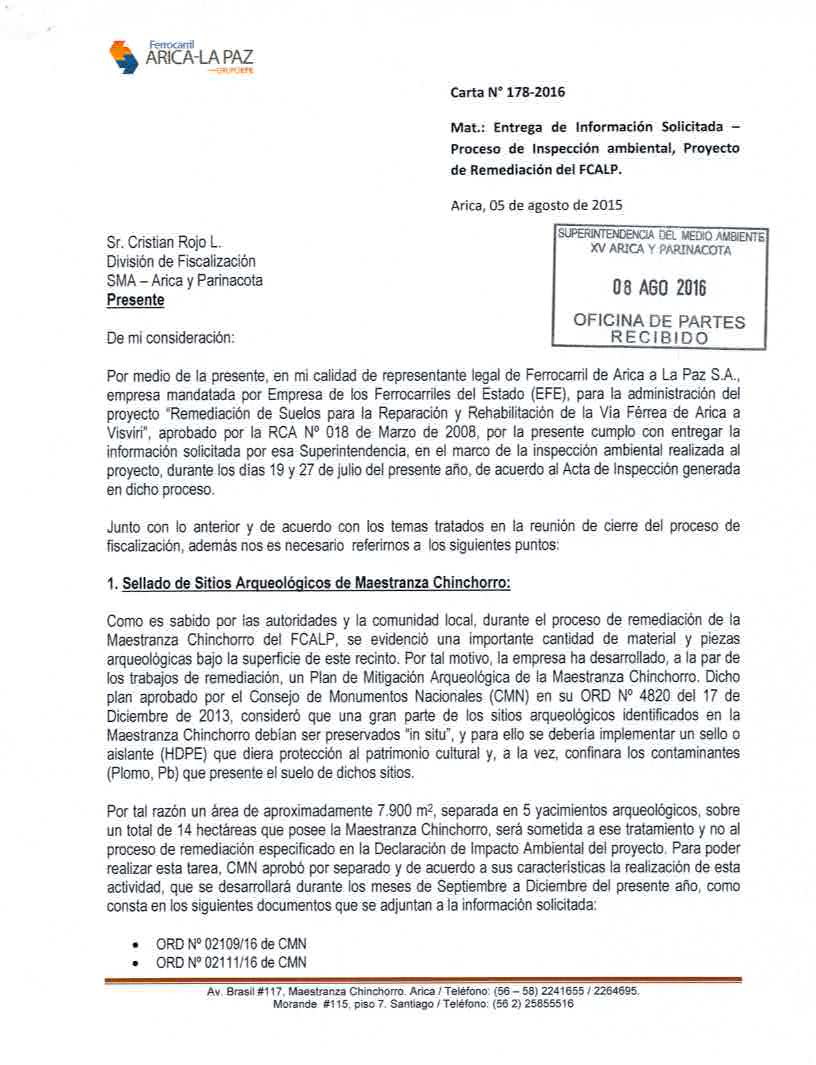 Ferrocarril
ARICA-LA PAZ
GRUPOEFE
Carta N° 178-2016
Mat.: Entrega de Información Solicitada –
Proceso de Inspección ambiental, Proyecto
de Remediación del FCALP.
Arica, 05 de agosto de 2015
SUPERINTENDENCIA DEL MEDIO AMBIENTE
XV ARICA Y PARINACOTA
08 AGO 2016
OFICINA DE PARTES
RECIBIDO
Sr. Cristian Rojo L.
División de Fiscalización
SMA – Arica y Parinacota
Presente
De mi consideración:
Por medio de la presente, en mi calidad de representante legal de Ferrocarril de Arica a La Paz S.A.,
empresa mandatada por Empresa de los Ferrocarriles del Estado (EFE), para la administración del
proyecto "Remediación de Suelos para la Reparación y Rehabilitación de la Vía Férrea de Arica a
Visviri", aprobado por la RCA Nº 018 de Marzo de 2008, por la presente cumplo con entregar la
información solicitada por esa Superintendencia, en el marco de la inspección ambiental realizada al
proyecto, durante los días 19 y 27 de julio del presente año, de acuerdo al Acta de Inspección generada
en dicho proceso.
Junto con lo anterior y de acuerdo con los temas tratados en la reunión de cierre del proceso de
fiscalización, además nos es necesario referirnos a los siguientes puntos:
1. Sellado de Sitios Arqueológicos de Maestranza Chinchorro:
Como es sabido por las autoridades y la comunidad local, durante el proceso de remediación de la
Maestranza Chinchorro del FCALP, se evidenció una importante cantidad de material y piezas
arqueológicas bajo la superficie de este recinto. Por tal motivo, la empresa ha desarrollado, a la par de
los trabajos de remediación, un Plan de Mitigación Arqueológica de la Maestranza Chinchorro. Dicho
plan aprobado por el Consejo de Monumentos Nacionales (CMN) en su ORD Nº 4820 del 17 de
Diciembre de 2013, consideró que una gran parte de los sitios arqueológicos identificados en la
Maestranza Chinchorro debían ser preservados "in situ", y para ello se debería implementar un sello o
aislante (HDPE) que diera protección al patrimonio cultural y, a la vez, confinara los contaminantes
(Plomo, Pb) que presente el suelo de dichos sitios.
Por tal razón un área de aproximadamente 7.900 m², separada en 5 yacimientos arqueológicos, sobre
un total de 14 hectáreas que posee la Maestranza Chinchorro, será sometida a ese tratamiento y no al
proceso de remediación especificado en la Declaración de Impacto Ambiental del proyecto. Para poder
realizar esta tarea, CMN aprobó por separado y de acuerdo a sus características la realización de esta
actividad, que se desarrollará durante los meses de Septiembre a Diciembre del presente año, como
consta en los siguientes documentos que se adjuntan a la información solicitada:
• ORD Nº 02109/16 de CMN
• ORD Nº 02111/16 de CMN
Av. Brasil #117, Maestranza Chinchorro. Arica / Teléfono: (56 – 58) 2241655 / 2264695.
Morande #115, piso 7. Santiago / Teléfono: (56 2) 25855516